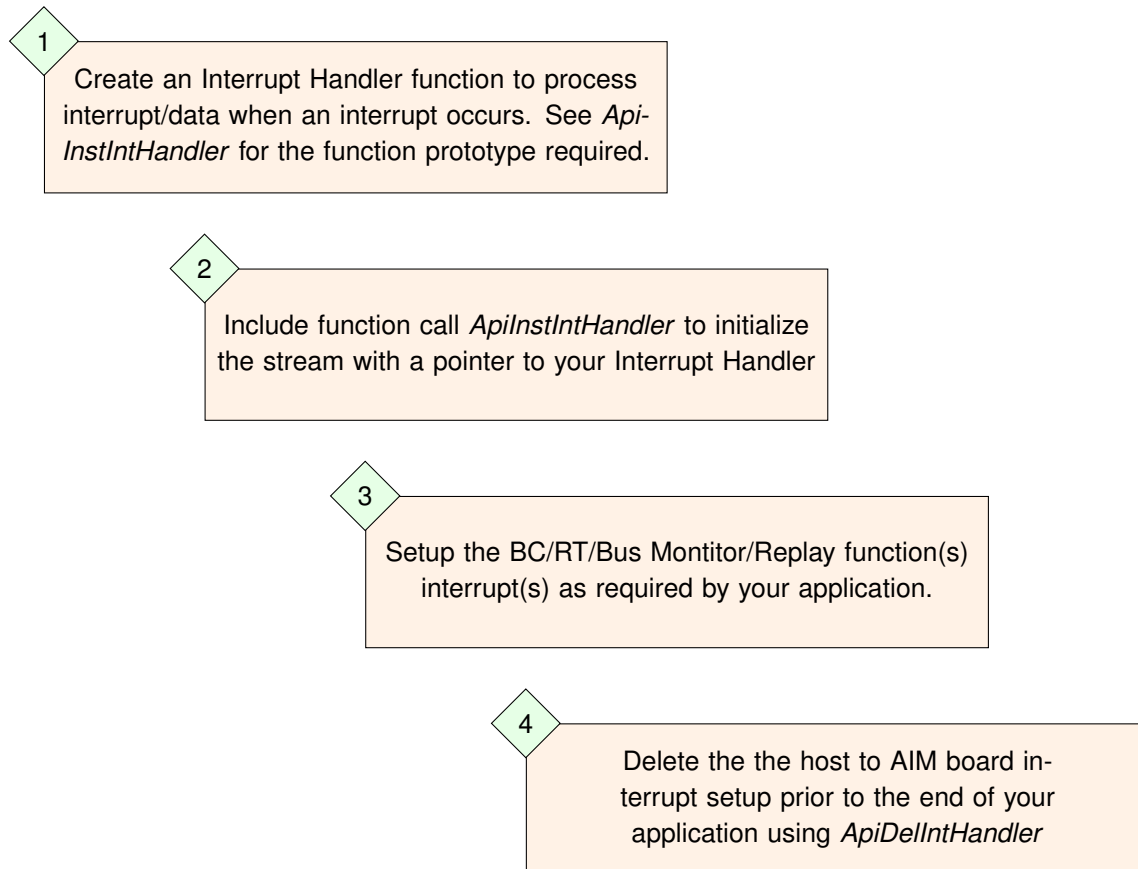 1
Create an Interrupt Handler function to process
interrupt/data when an interrupt occurs. See Api-
InstIntHandler for the function prototype required.
2
Include function call ApiInstIntHandler to initialize
the stream with a pointer to your Interrupt Handler
3
Setup the BC/RT/Bus Montitor/Replay function(s)
interrupt(s) as required by your application.
4
Delete the the host to AIM board in-
terrupt setup prior to the end of your
application using ApiDelIntHandler